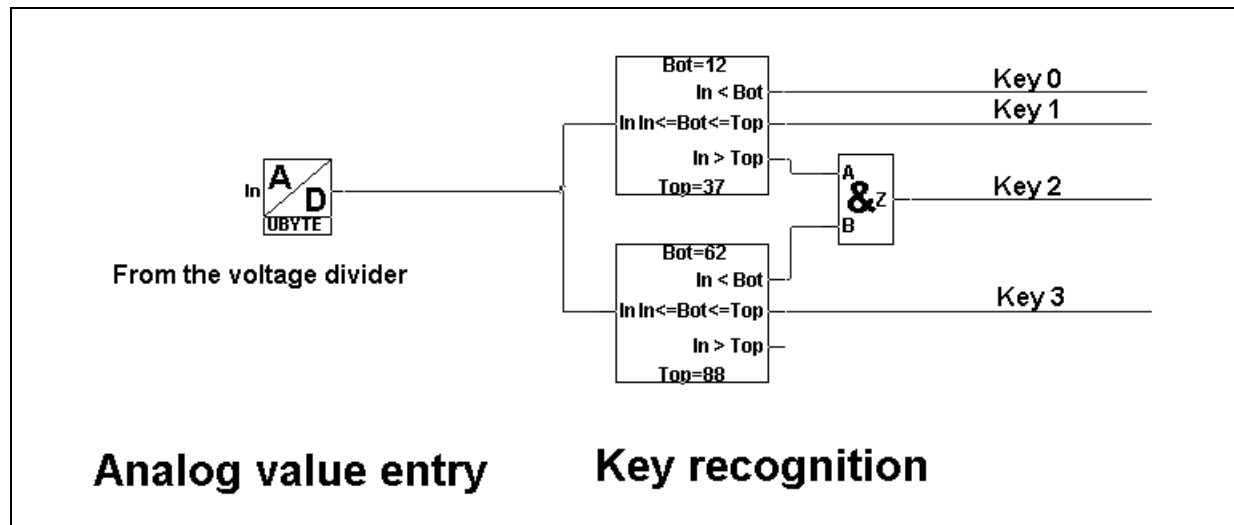 Bot=12
In < Bot
In In<=Bot<=Top
In > Top
Top=37
Key 0
Key 1
In A D
UBYTE
From the voltage divider
A
& Z
B
Key 2
Bot=62
In < Bot
In In<=Bot<=Top
In > Top
Top=88
Key 3
Analog value entry
Key recognition